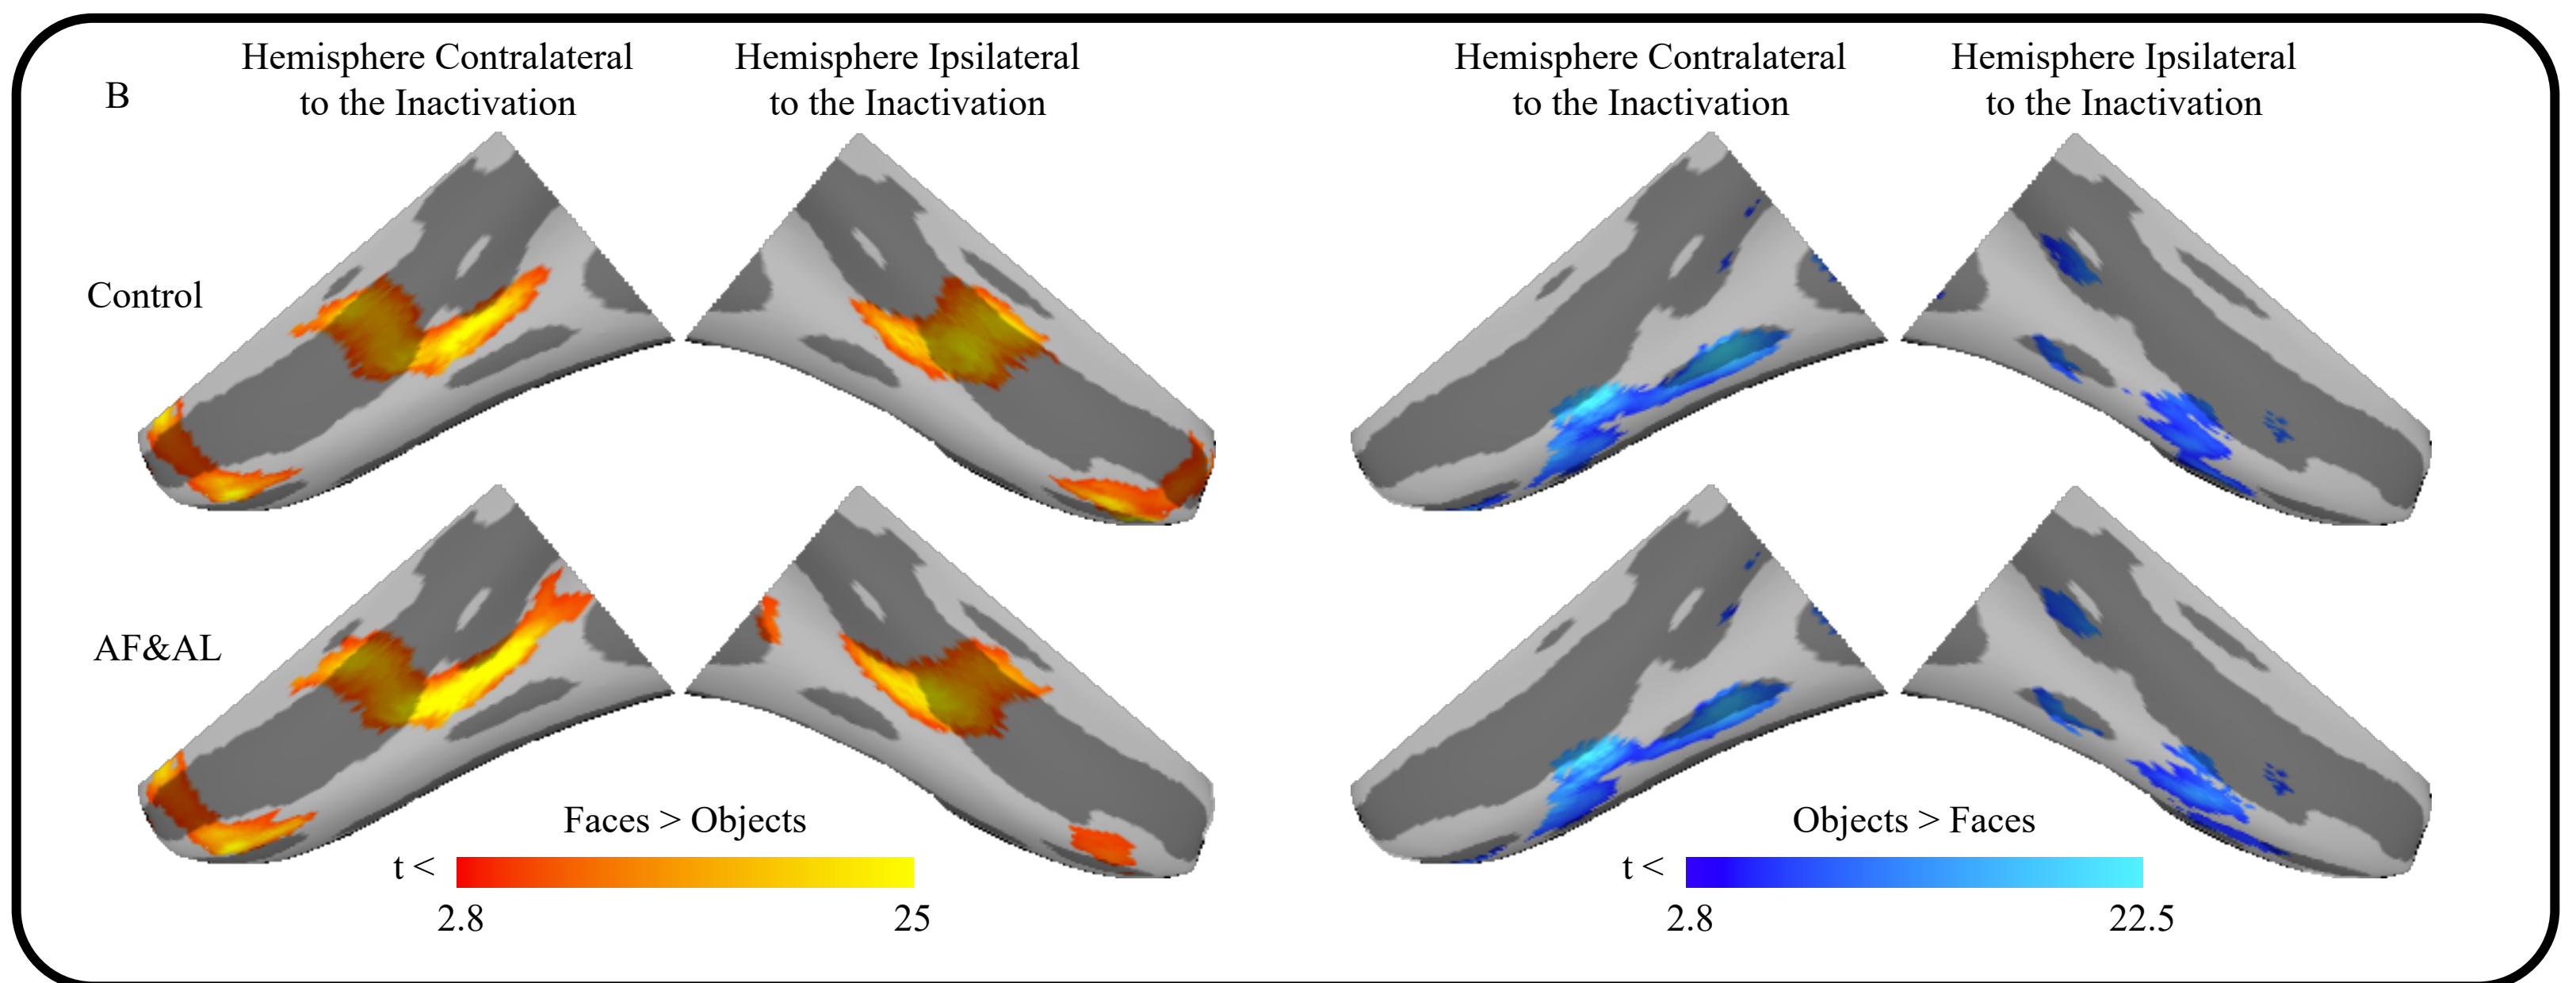 B
Hemisphere Contralateral
to the Inactivation
Hemisphere Ipsilateral
to the Inactivation
Hemisphere Contralateral
to the Inactivation
Hemisphere Ipsilateral
to the Inactivation
Control
AF&AL
Faces > Objects
t <
2.8
25
Objects > Faces
t <
2.8
22.5